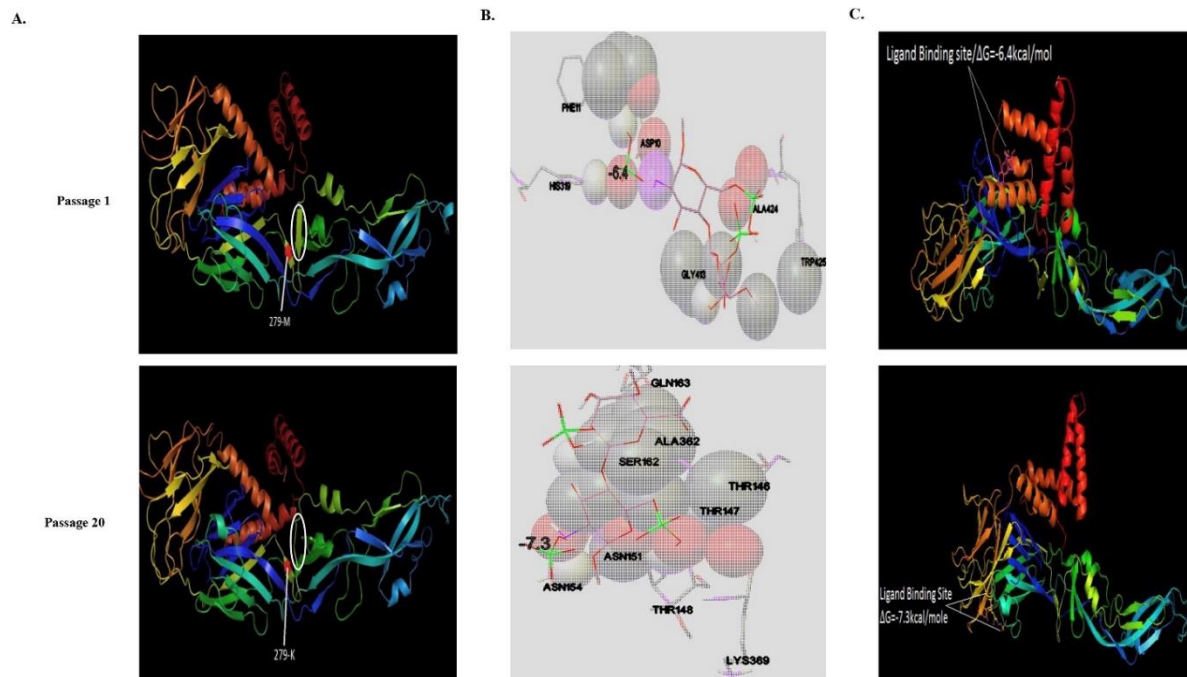 A.
B.
C.
Passage 1
279-M
PHE11
ASP10
HIS319
-6.4
ALA424
GLY413
TRP425
Ligand Binding site/ΔG=-6.4kcal/mol
Passage 20
279-K
GLN163
ALA362
SER162
THR146
THR147
-7.3
ASN151
ASN154
THR148
LYS369
Ligand Binding Site
ΔG=-7.3kcal/mole